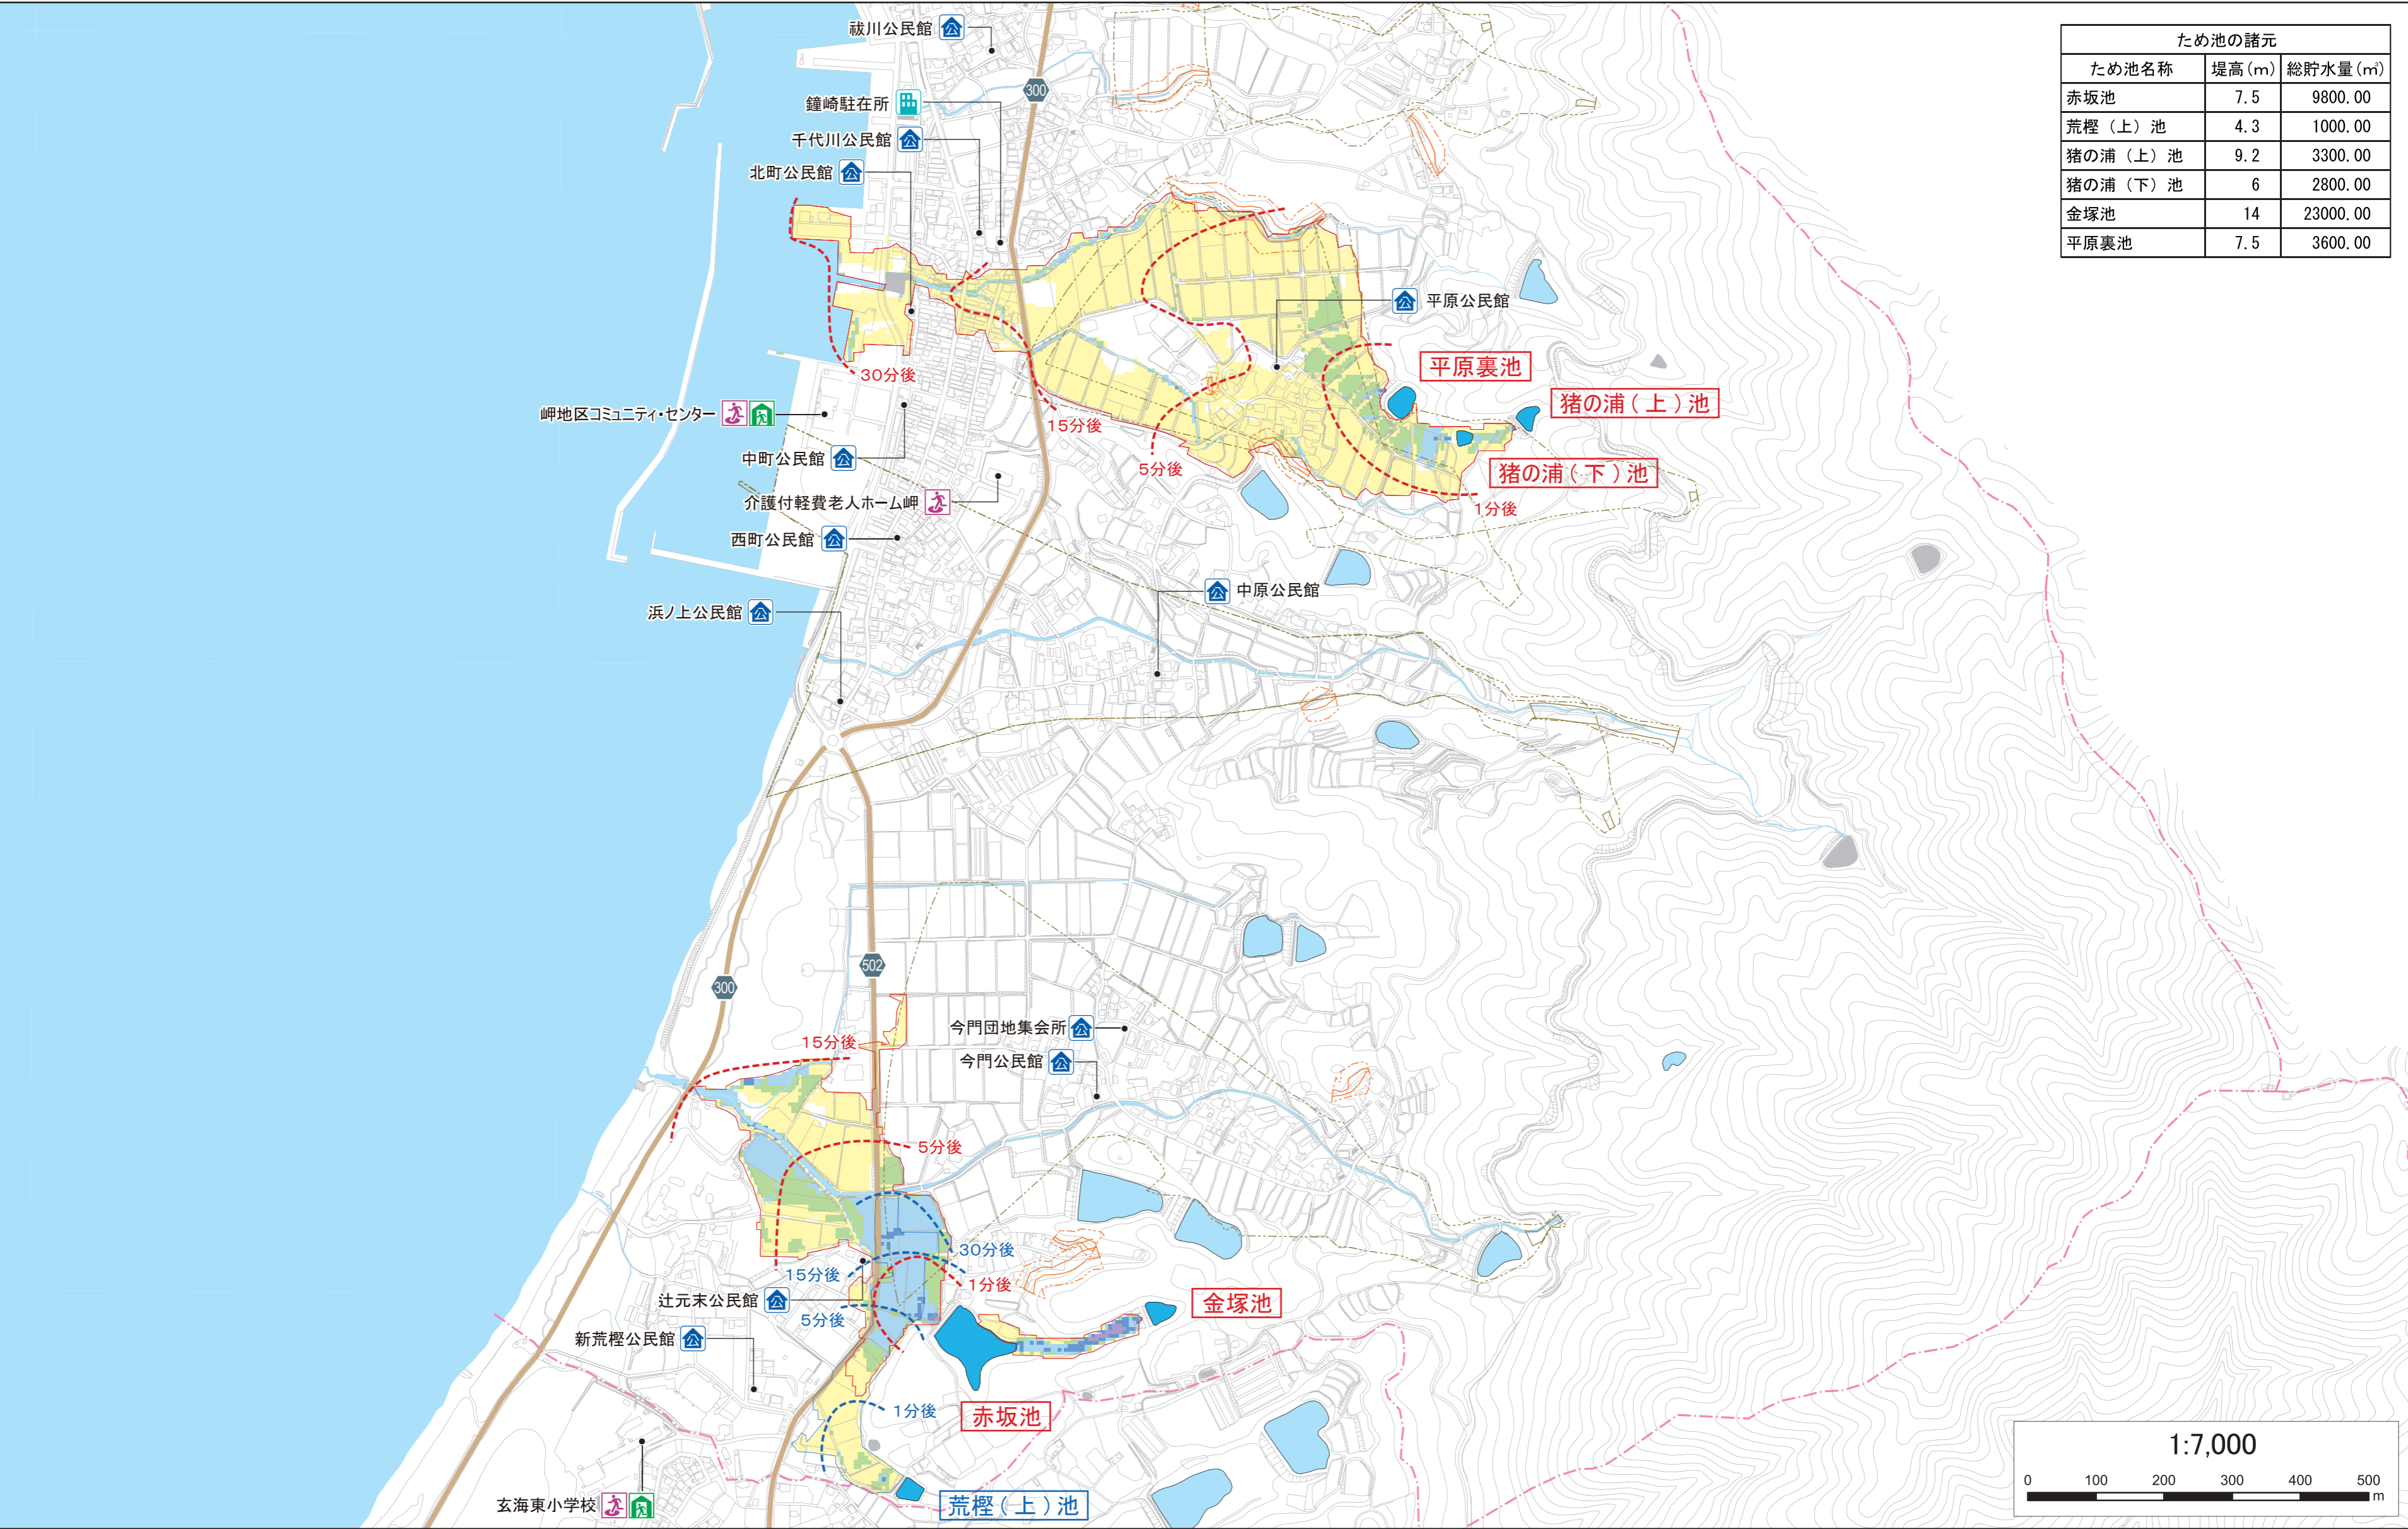 ため池の諸元
ため池名称 堤高(m) 総貯水量(㎥)
赤坂池 7.5 9800.00
荒樫（上）池 4.3 1000.00
猪の浦（上）池 9.2 3300.00
猪の浦（下）池 6 2800.00
金塚池 14 23000.00
平原裏池 7.5 3600.00
祓川公民館 公
300
鐘崎駐在所
千代川公民館 公
北町公民館 公
公 平原公民館
平原裏池
30分後
猪の浦(上)池
岬地区コミュニティ・センター
15分後
中町公民館 公
5分後
猪の浦(下)池
介護付軽費老人ホーム岬
1分後
西町公民館 公
公 中原公民館
浜ノ上公民館 公
502
300
今門団地集会所 公
15分後
今門公民館 公
5分後
30分後
15分後
1分後
辻元末公民館 公
金塚池
5分後
新荒樫公民館 公
1分後
赤坂池
玄海東小学校
荒樫(上)池
1:7,000
0 100 200 300 400 500
m